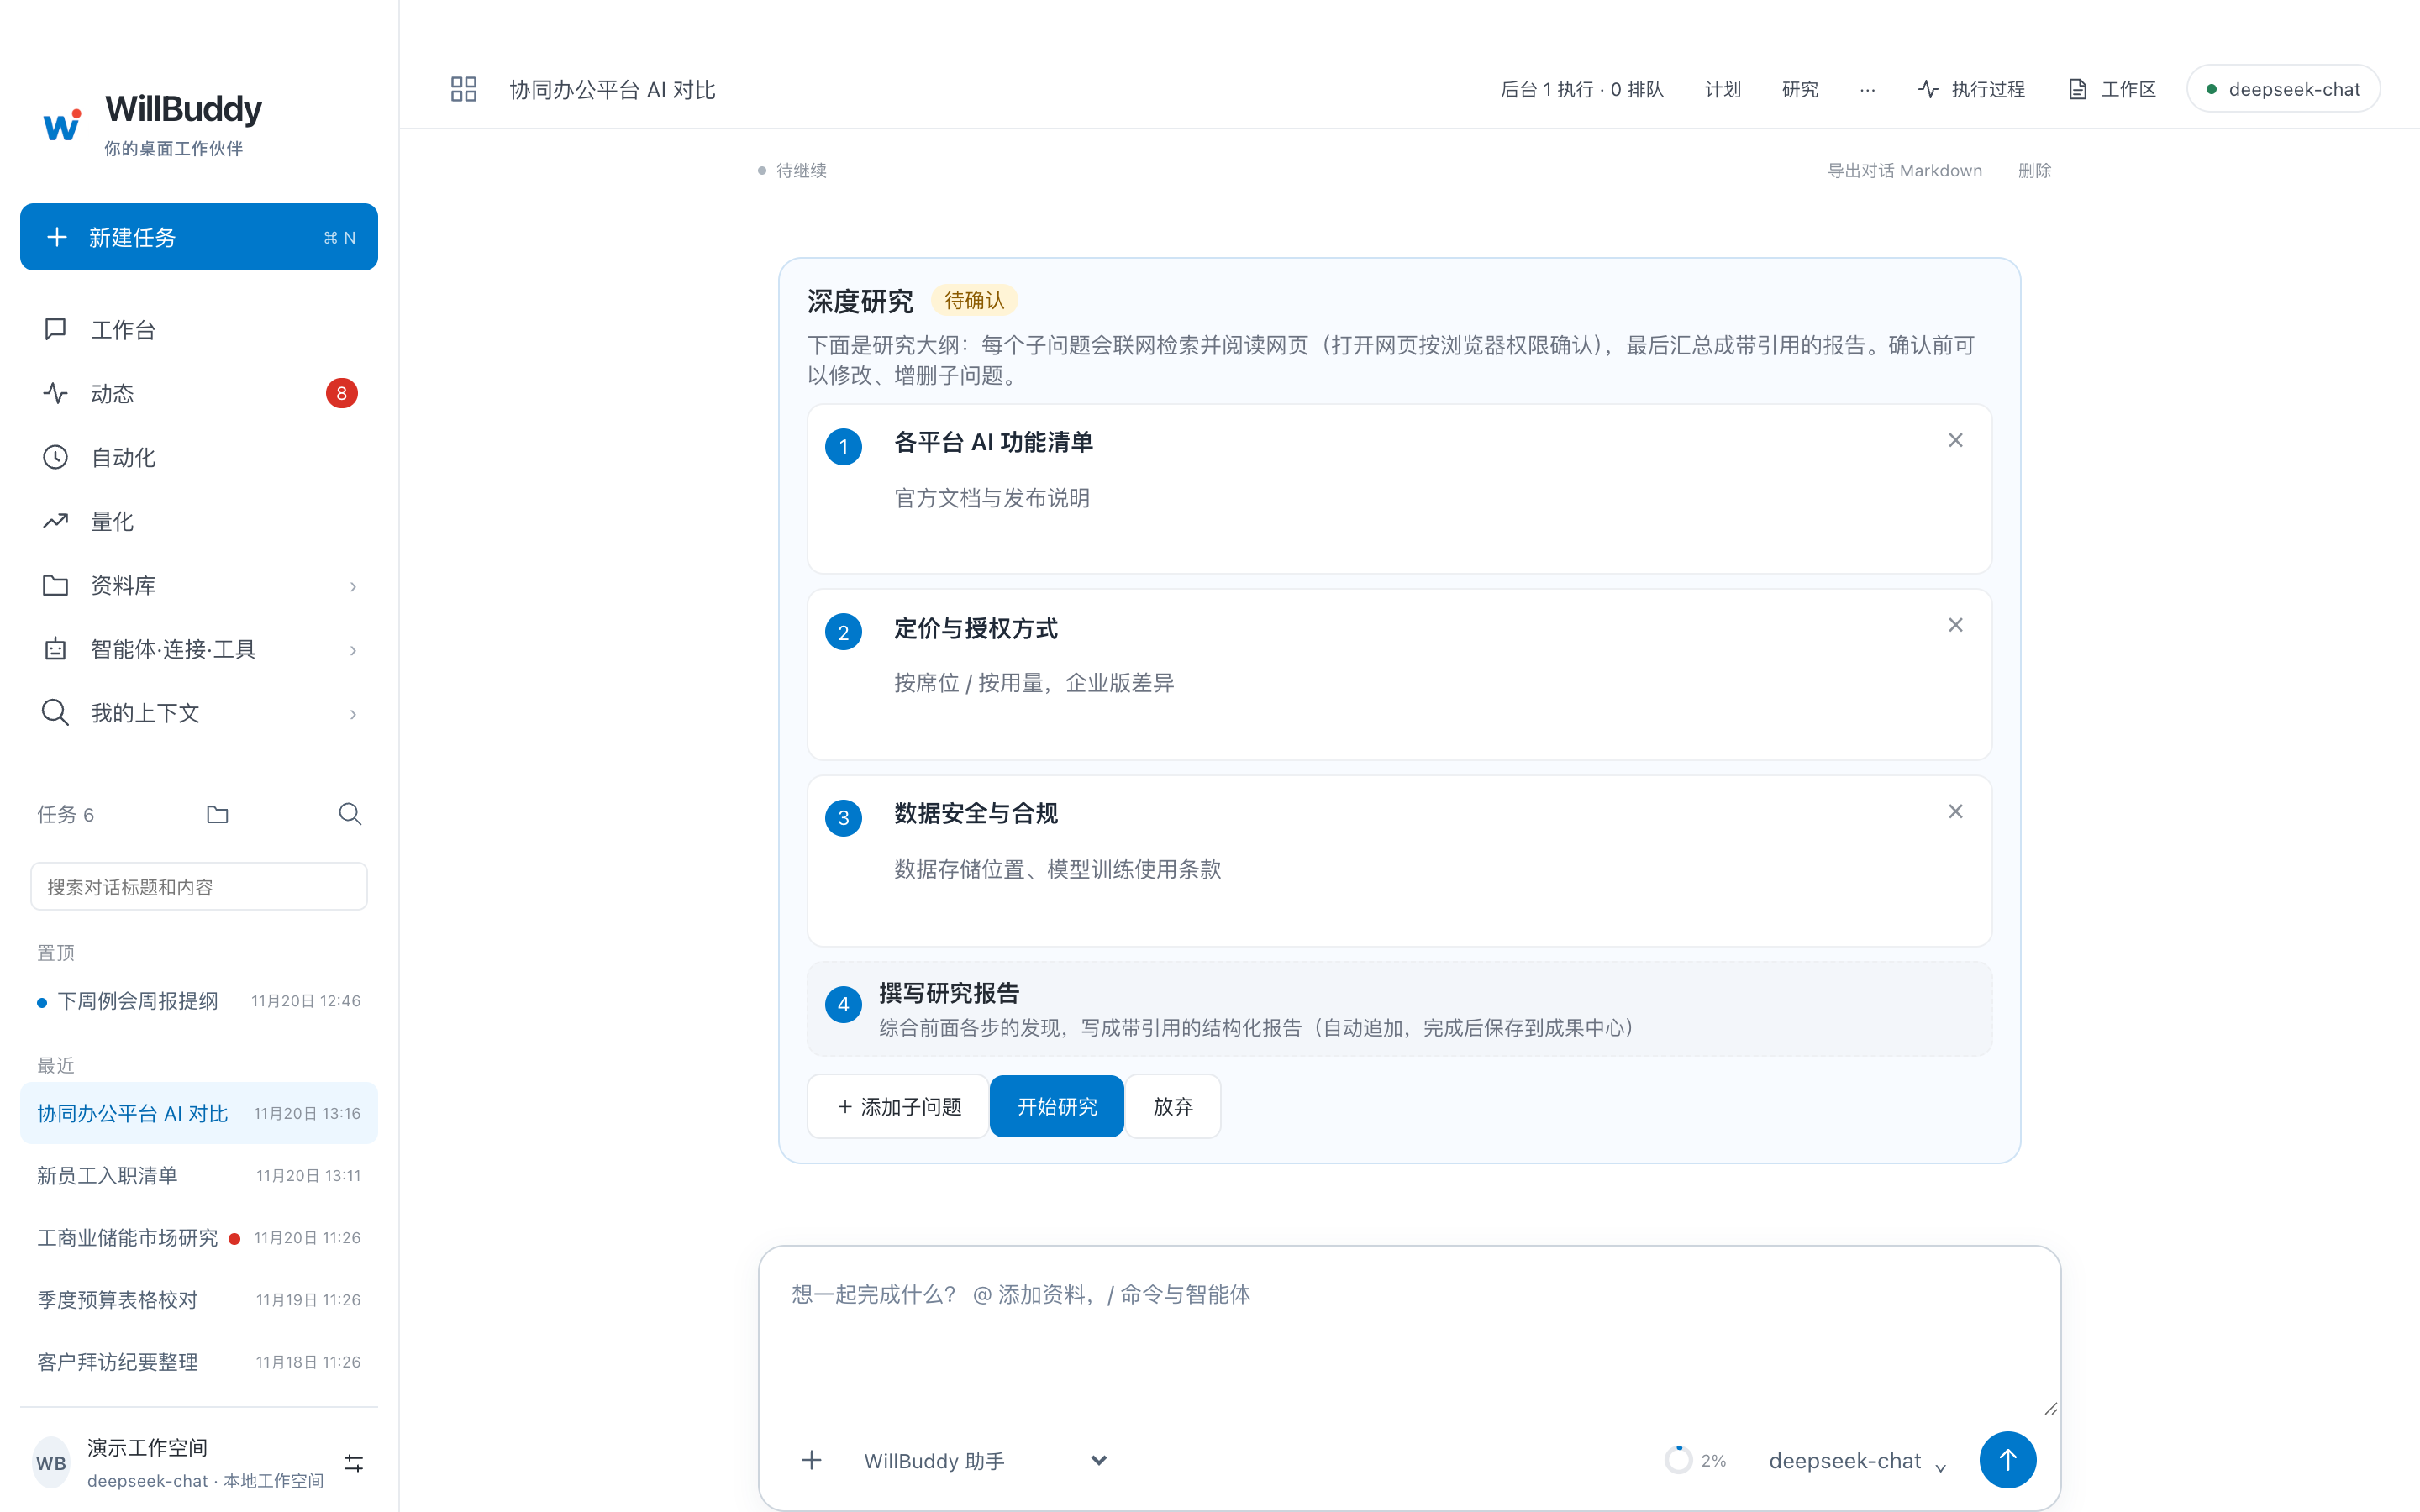 WillBuddy
你的桌面工作伙伴
新建任务 ⌘ N
工作台
动态 8
自动化
量化
资料库 ›
智能体·连接·工具 ›
我的上下文 ›
任务 6
搜索对话标题和内容
置顶
下周例会周报提纲 11月20日 12:46
最近
协同办公平台 AI 对比 11月20日 13:16
新员工入职清单 11月20日 13:11
工商业储能市场研究 11月20日 11:26
季度预算表格校对 11月19日 11:26
客户拜访纪要整理 11月18日 11:26
WB
演示工作空间
deepseek-chat · 本地工作空间
协同办公平台 AI 对比 后台 1 执行 · 0 排队 计划 研究 ··· 执行过程 工作区 deepseek-chat
待继续 导出对话 Markdown 删除
深度研究 待确认
下面是研究大纲：每个子问题会联网检索并阅读网页（打开网页按浏览器权限确认），最后汇总成带引用的报告。确认前可
以修改、增删子问题。
1 各平台 AI 功能清单 ×
官方文档与发布说明
2 定价与授权方式 ×
按席位 / 按用量，企业版差异
3 数据安全与合规 ×
数据存储位置、模型训练使用条款
4 撰写研究报告
综合前面各步的发现，写成带引用的结构化报告（自动追加，完成后保存到成果中心）
+ 添加子问题 开始研究 放弃
想一起完成什么？ @ 添加资料，/ 命令与智能体
WillBuddy 助手 2% deepseek-chat